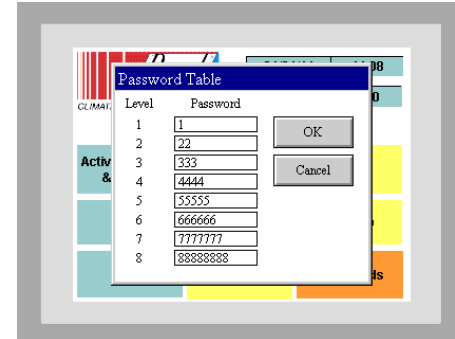 08
Password Table
0
CLIMAT
Level Password
1 1
OK
2 22
3 333
Cancel
4 4444
5 55555
6 666666
7 7777777
8 88888888
Activ
&
ds